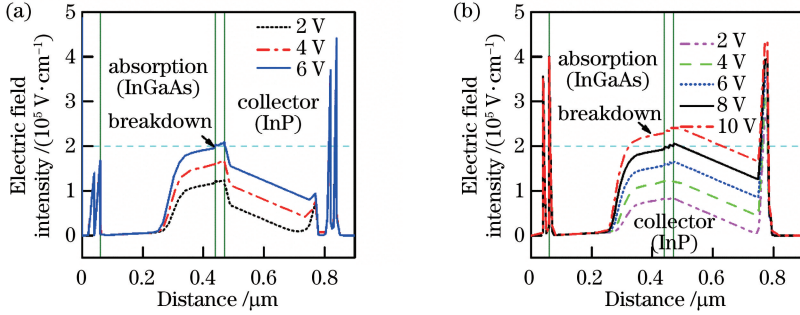 (a)
5
4
3
2
1
0
Electric field
intensity /(10⁵ V·cm⁻¹)
2 V
4 V
6 V
absorption
(InGaAs)
breakdown
collector
(InP)
0 0.2 0.4 0.6 0.8
Distance /μm
(b)
5
4
3
2
1
0
Electric field
intensity /(10⁵ V·cm⁻¹)
2 V
4 V
6 V
8 V
10 V
absorption
(InGaAs)
breakdown
collector
(InP)
0 0.2 0.4 0.6 0.8
Distance /μm